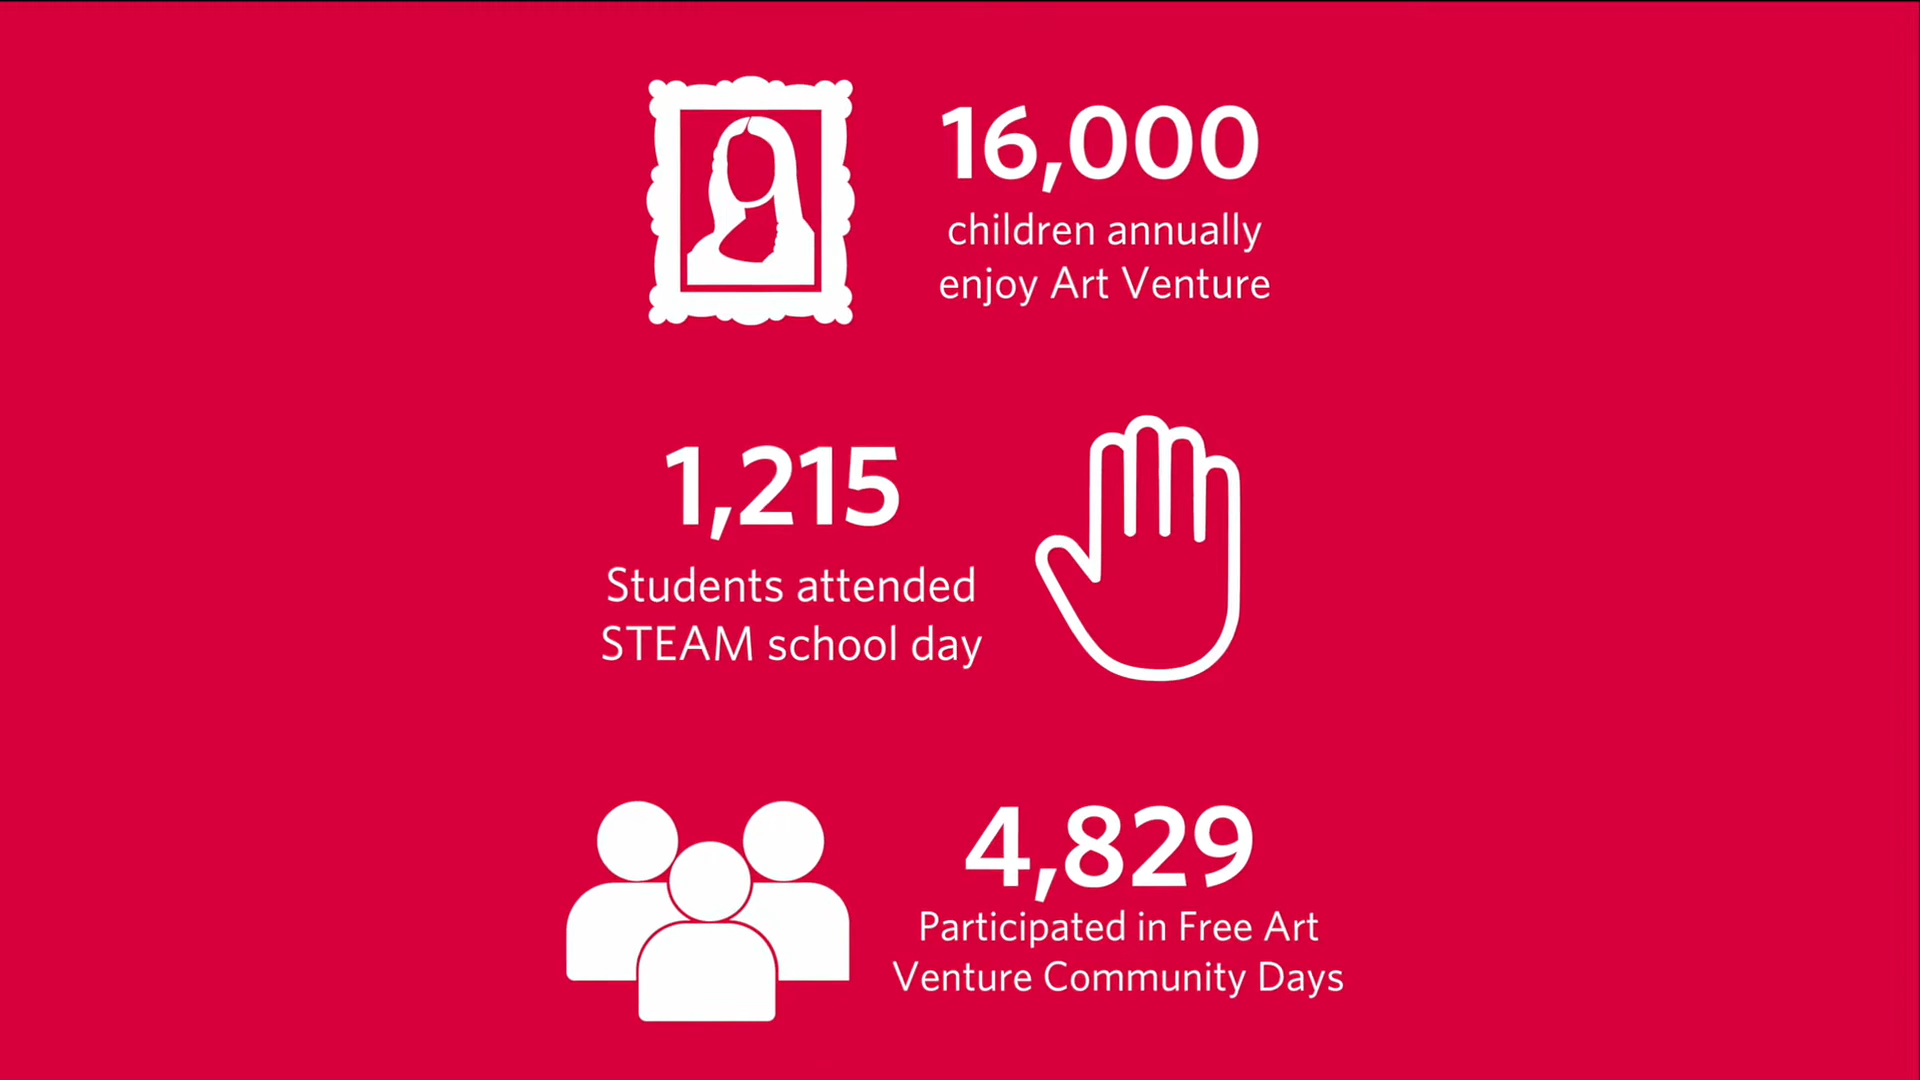 16,000
children annually
enjoy Art Venture
1,215
Students attended
STEAM school day
4,829
Participated in Free Art
Venture Community Days